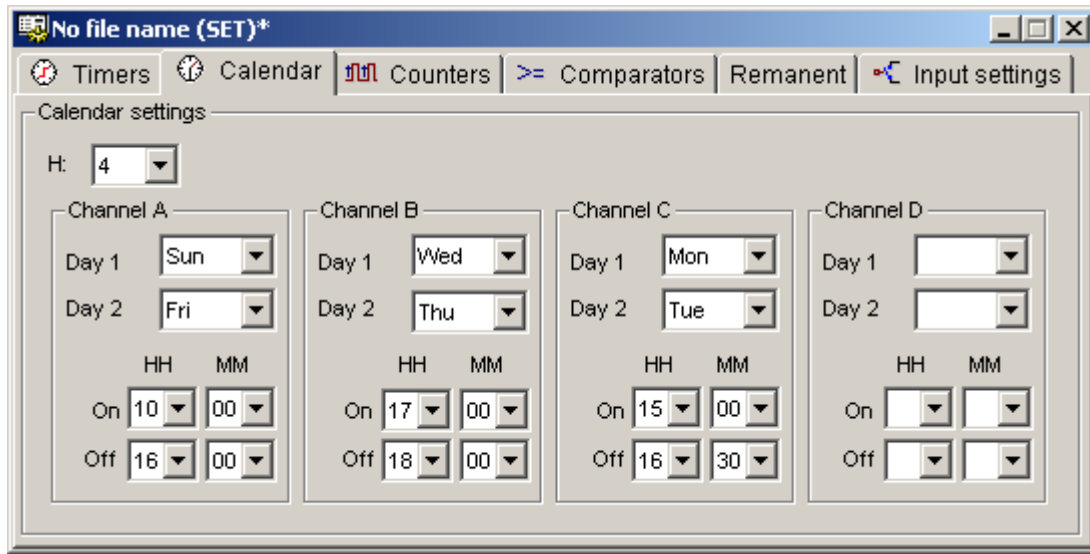 No file name (SET)*
Timers Calendar Counters >= Comparators Remanent Input settings
Calendar settings
H: 4
Channel A
Day 1 Sun
Day 2 Fri
HH MM
On 10 00
Off 16 00
Channel B
Day 1 Wed
Day 2 Thu
HH MM
On 17 00
Off 18 00
Channel C
Day 1 Mon
Day 2 Tue
HH MM
On 15 00
Off 16 30
Channel D
Day 1
Day 2
HH MM
On
Off